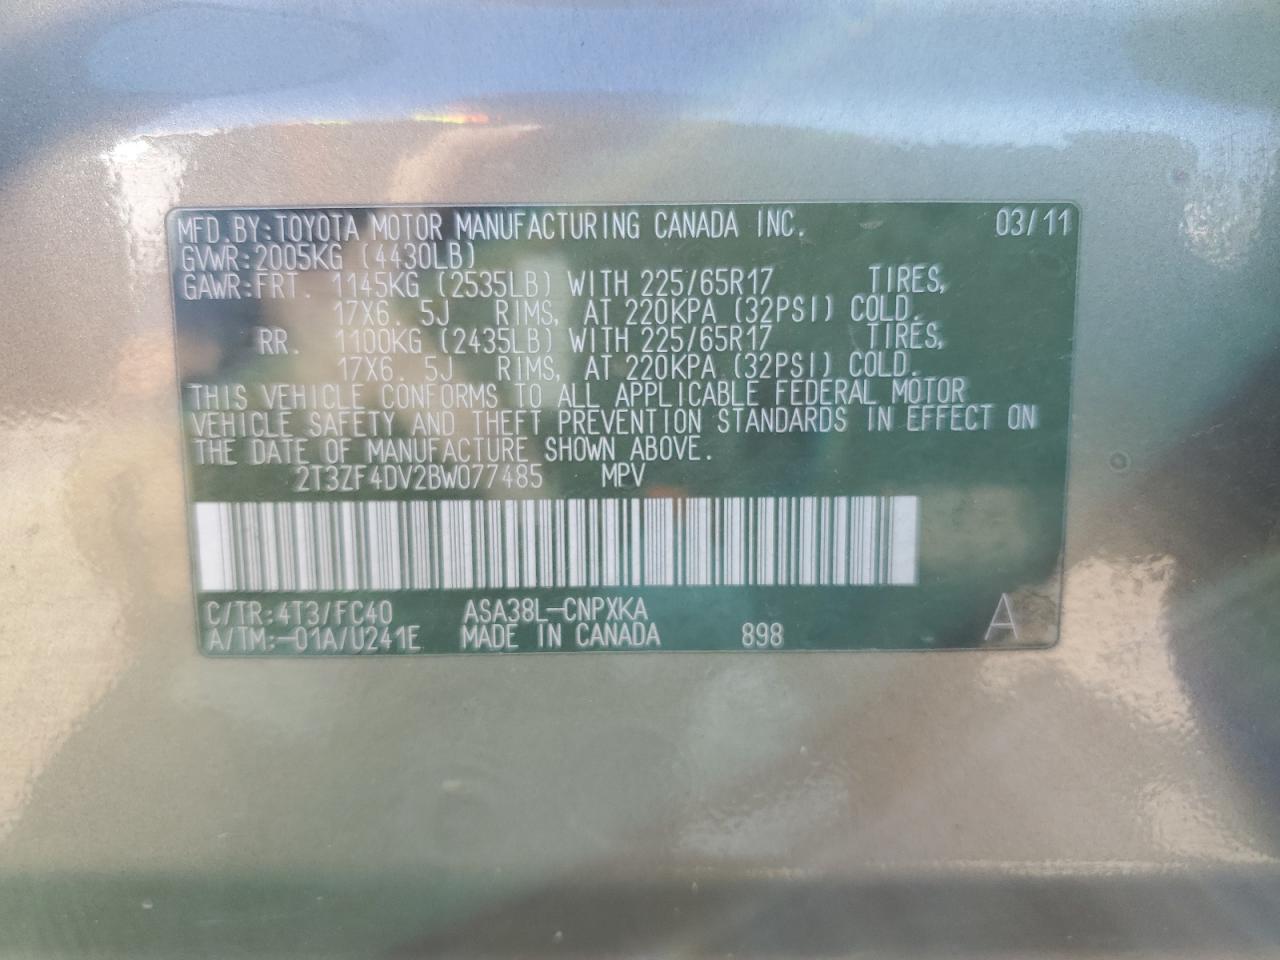 MFD. BY: TOYOTA MOTOR MANUFACTURING CANADA INC. 03/11
GVWR: 2005KG (4430LB)
GAWR: FRT. 1145KG (2535LB) WITH 225/65R17 TIRES,
17X6. 5J RIMS, AT 220KPA (32PSI) COLD.
RR. 1100KG (2435LB) WITH 225/65R17 TIRES,
17X6. 5J RIMS, AT 220KPA (32PSI) COLD.
THIS VEHICLE CONFORMS TO ALL APPLICABLE FEDERAL MOTOR
VEHICLE SAFETY AND THEFT PREVENTION STANDARDS IN EFFECT ON
THE DATE OF MANUFACTURE SHOWN ABOVE.
2T3ZF4DV2BW077485 MPV
C/TR: 4T3/FC40 ASA38L-CNPXKA
A/TM: -01A/U241E MADE IN CANADA 898 A